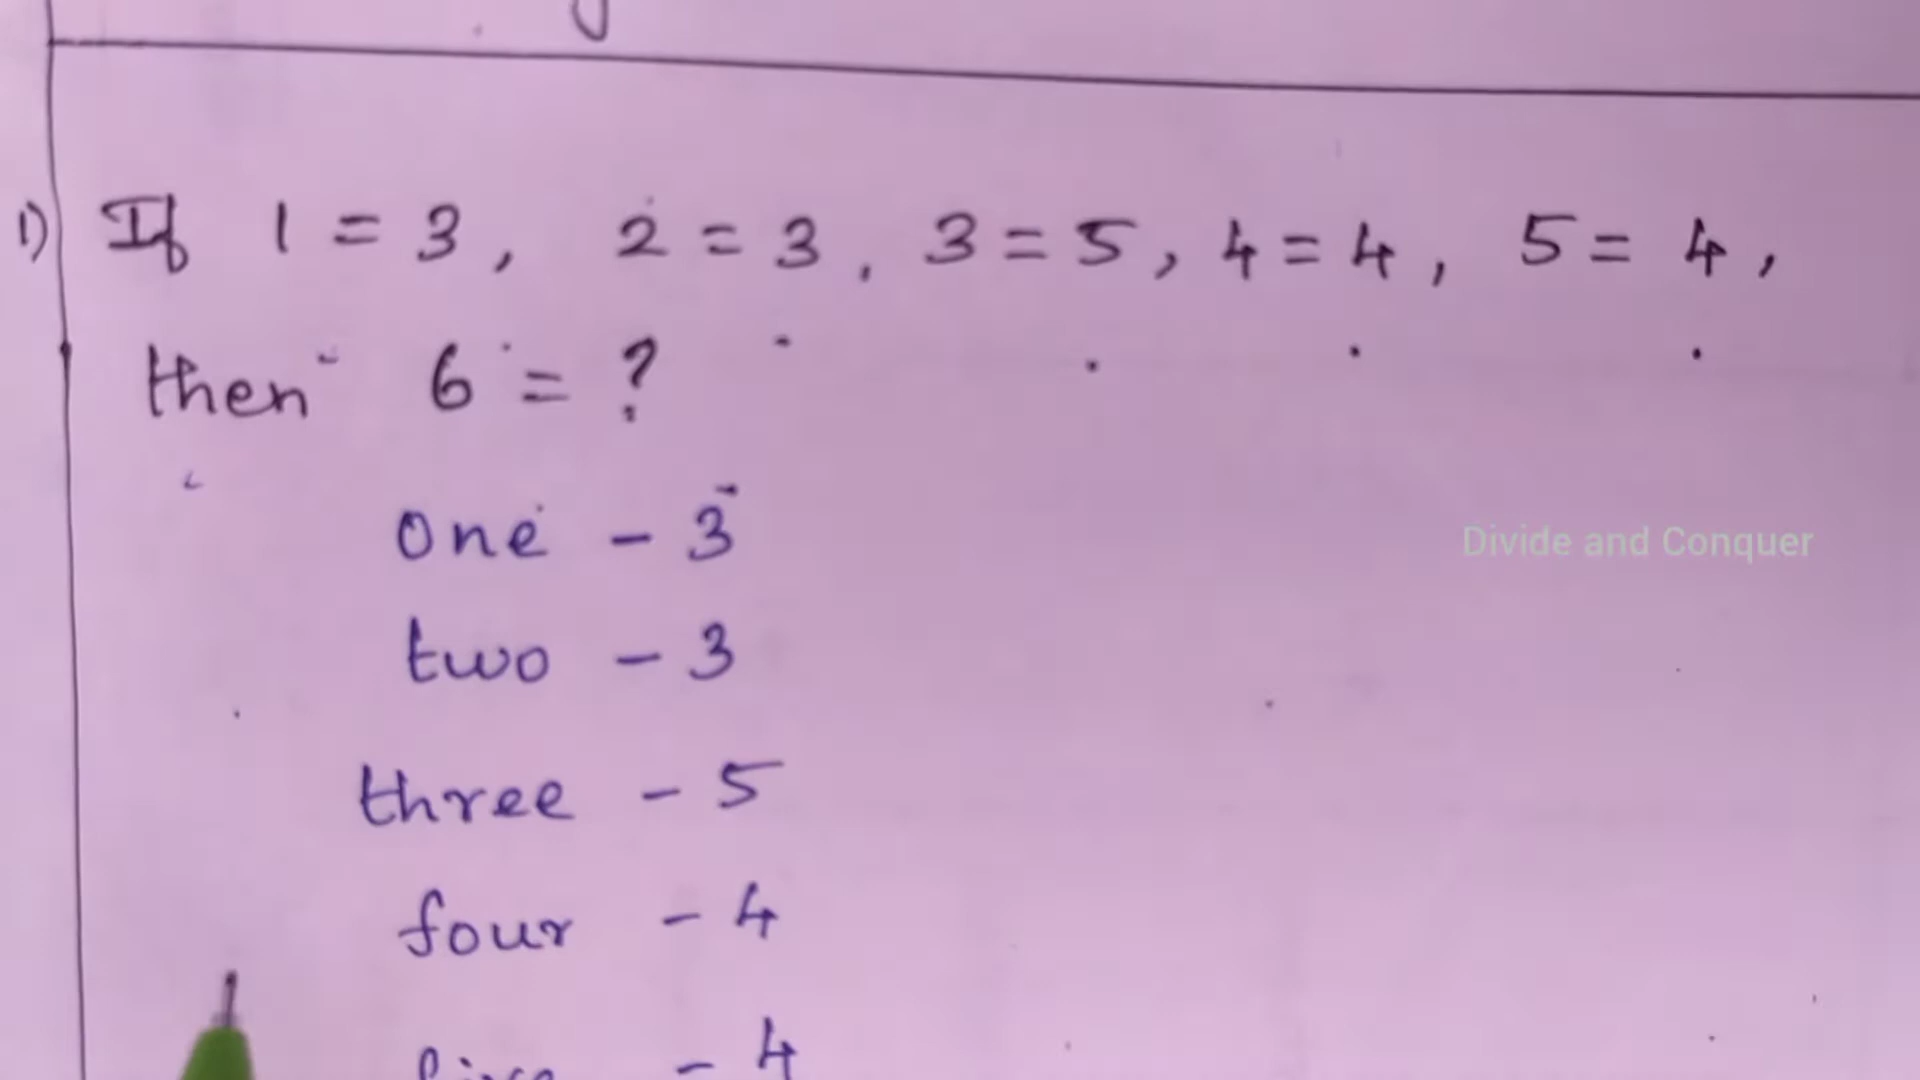 1) If 1 = 3, 2 = 3, 3 = 5, 4 = 4, 5 = 4,
then 6 = ?
one - 3
two - 3
Divide and Conquer
three - 5
four - 4
five - 4